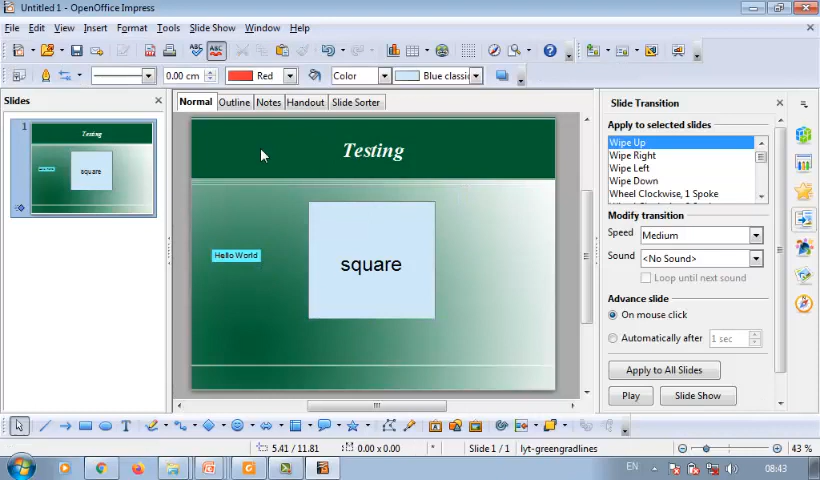 Untitled 1 - OpenOffice Impress
File Edit View Insert Format Tools Slide Show Window Help
0.00 cm Red Color Blue classic
Slides
Normal Outline Notes Handout Slide Sorter
1
Testing
Hello World
square
Testing
Hello World
square
Slide Transition
Apply to selected slides
Wipe Up
Wipe Right
Wipe Left
Wipe Down
Wheel Clockwise, 1 Spoke
Modify transition
Speed Medium
Sound <No Sound>
Loop until next sound
Advance slide
On mouse click
Automatically after 1 sec
Apply to All Slides
Play Slide Show
5.41 / 11.81 0.00 x 0.00 * Slide 1 / 1 lyt-greengradlines 43 %
EN 08:43